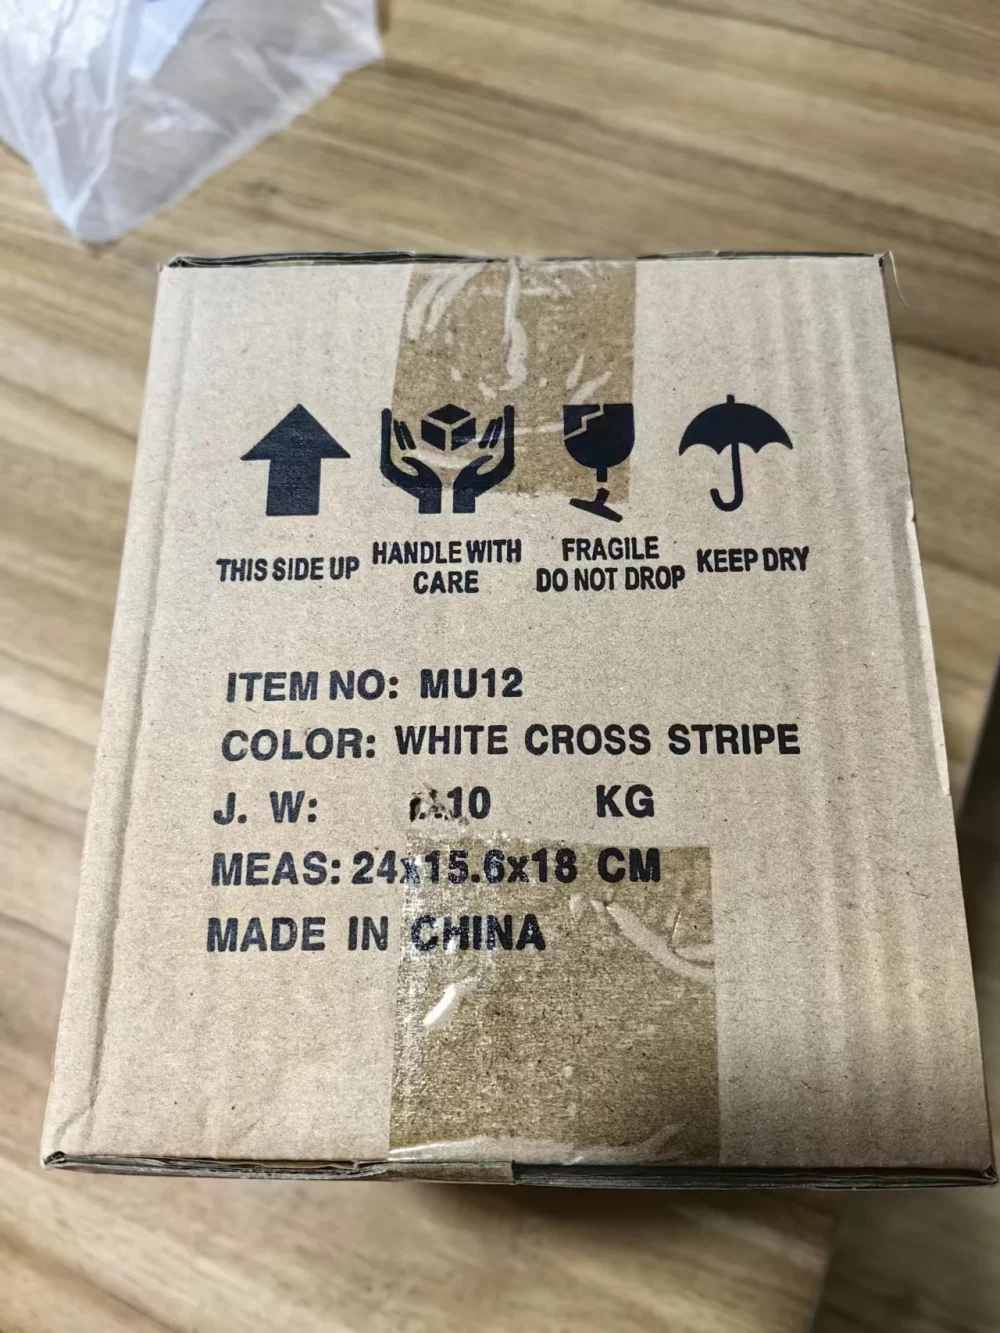 THIS SIDE UP
HANDLE WITH
CARE
FRAGILE
DO NOT DROP
KEEP DRY
ITEM NO: MU12
COLOR: WHITE CROSS STRIPE
J. W: KG
MEAS: 24x15.6x18 CM
MADE IN CHINA